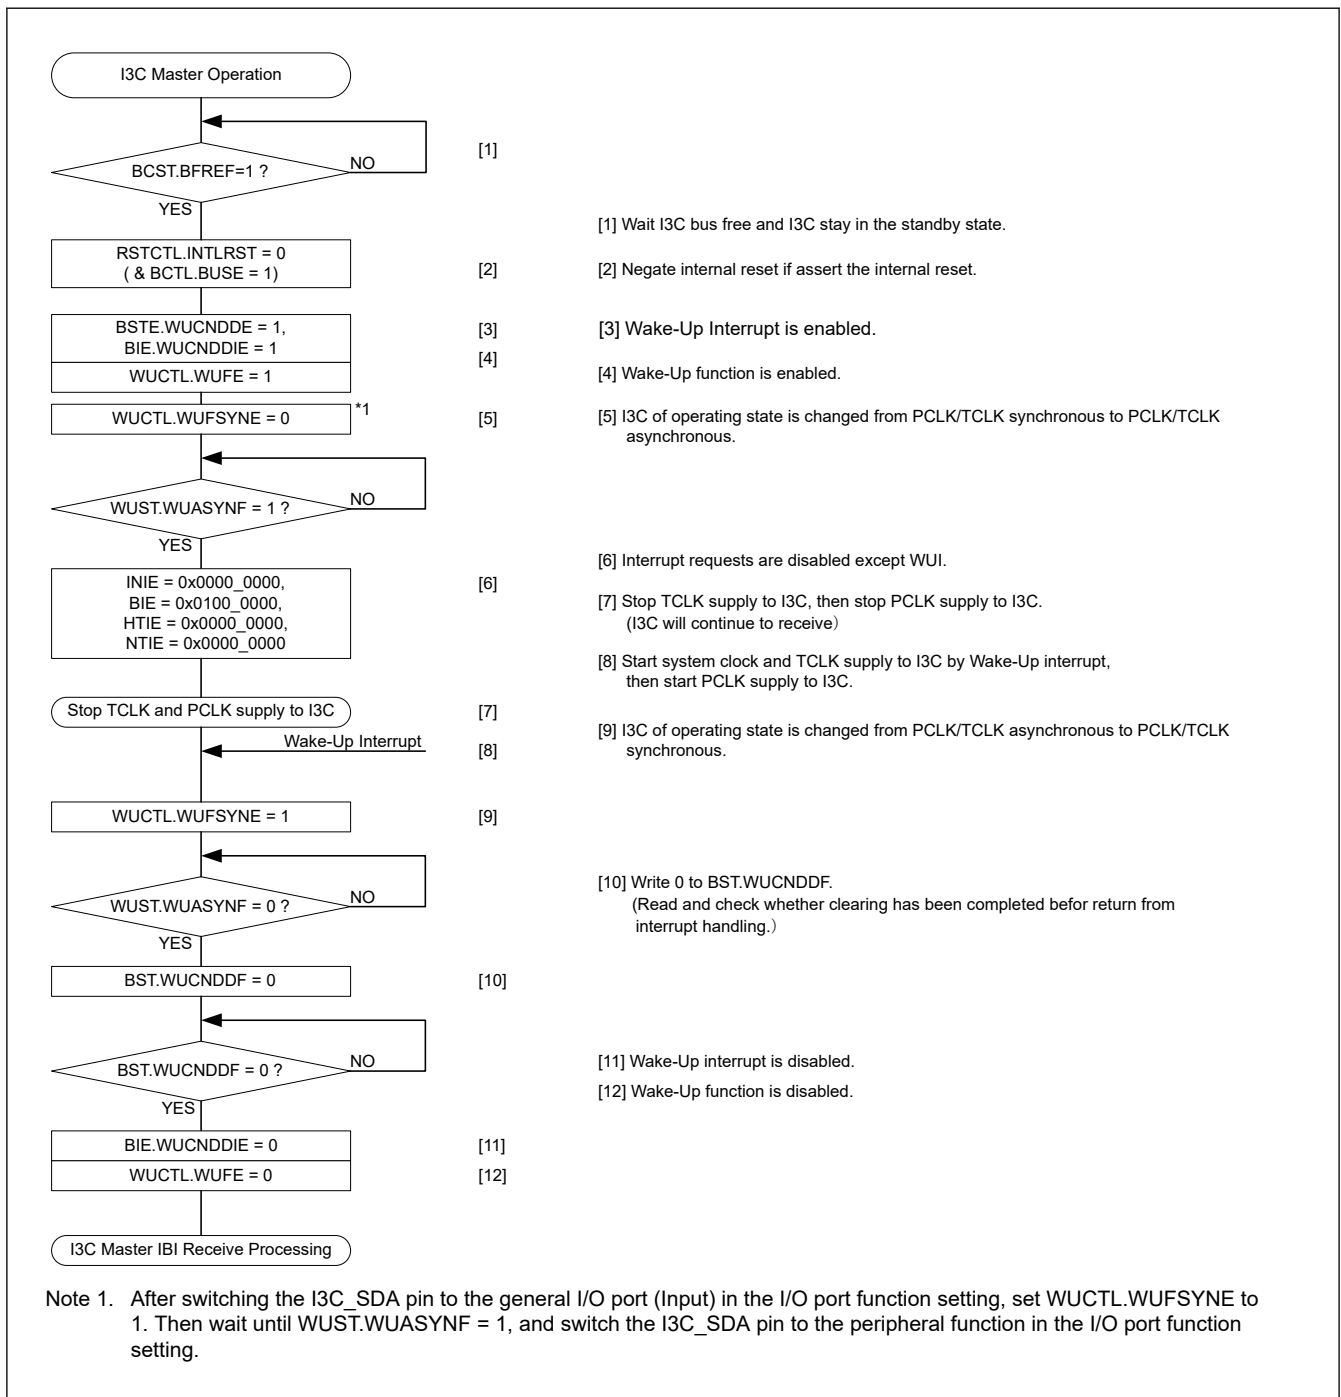 I3C Master Operation
BCST.BFREF=1 ?
NO
[1]
YES
[1] Wait I3C bus free and I3C stay in the standby state.
RSTCTL.INTLRST = 0
( & BCTL.BUSE = 1)
[2]
[2] Negate internal reset if assert the internal reset.
BSTE.WUCNDDE = 1,
BIE.WUCNDDIE = 1
[3]
[3] Wake-Up Interrupt is enabled.
[4]
WUCTL.WUFE = 1
[4] Wake-Up function is enabled.
WUCTL.WUFSYNE = 0
*1
[5]
[5] I3C of operating state is changed from PCLK/TCLK synchronous to PCLK/TCLK
asynchronous.
WUST.WUASYNF = 1 ?
NO
YES
[6] Interrupt requests are disabled except WUI.
INIE = 0x0000_0000,
BIE = 0x0100_0000,
HTIE = 0x0000_0000,
NTIE = 0x0000_0000
[6]
[7] Stop TCLK supply to I3C, then stop PCLK supply to I3C.
(I3C will continue to receive）
[8] Start system clock and TCLK supply to I3C by Wake-Up interrupt,
then start PCLK supply to I3C.
Stop TCLK and PCLK supply to I3C
[7]
Wake-Up Interrupt
[8]
[9] I3C of operating state is changed from PCLK/TCLK asynchronous to PCLK/TCLK
synchronous.
WUCTL.WUFSYNE = 1
[9]
WUST.WUASYNF = 0 ?
NO
YES
[10] Write 0 to BST.WUCNDDF.
(Read and check whether clearing has been completed befor return from
interrupt handling.）
BST.WUCNDDF = 0
[10]
BST.WUCNDDF = 0 ?
NO
YES
[11] Wake-Up interrupt is disabled.
[12] Wake-Up function is disabled.
BIE.WUCNDDIE = 0
[11]
WUCTL.WUFE = 0
[12]
I3C Master IBI Receive Processing
Note 1. After switching the I3C_SDA pin to the general I/O port (Input) in the I/O port function setting, set WUCTL.WUFSYNE to
1. Then wait until WUST.WUASYNF = 1, and switch the I3C_SDA pin to the peripheral function in the I/O port function
setting.